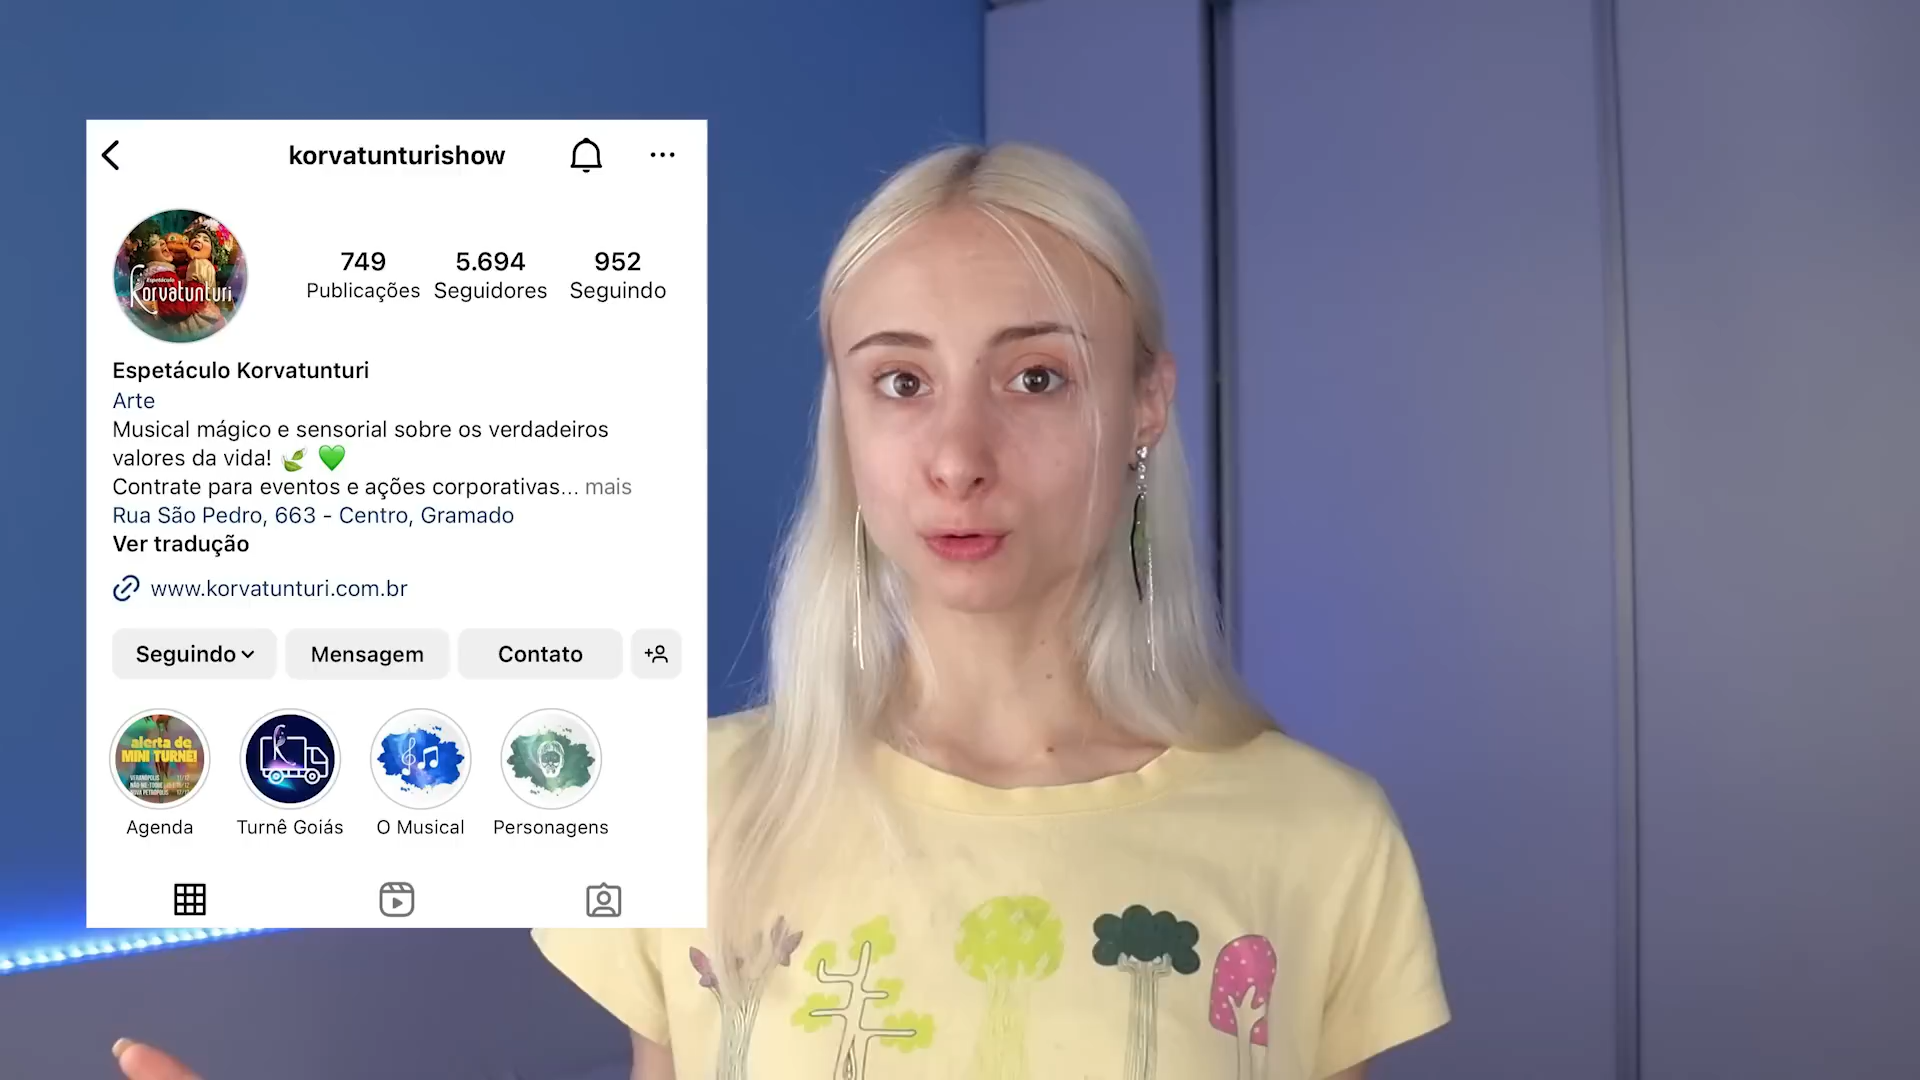 korvatunturishow
749
5.694
952
Publicações
Seguidores
Seguindo
Espetáculo
Korvatunturi
Espetáculo Korvatunturi
Arte
Musical mágico e sensorial sobre os verdadeiros
valores da vida! 🌿 💚
Contrate para eventos e ações corporativas... mais
Rua São Pedro, 663 - Centro, Gramado
Ver tradução
www.korvatunturi.com.br
Seguindo
Mensagem
Contato
alerta de
MINI TURNÊ!
Agenda
Turnê Goiás
O Musical
Personagens